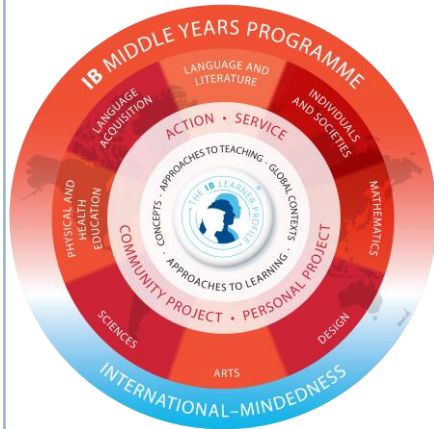 IB MIDDLE YEARS PROGRAMME
LANGUAGE AND
LITERATURE
LANGUAGE
ACQUISITION
INDIVIDUALS
AND SOCIETIES
PHYSICAL AND
HEALTH
EDUCATION
MATHEMATICS
SCIENCES
DESIGN
ARTS
ACTION • SERVICE
COMMUNITY PROJECT • PERSONAL PROJECT
CONCEPTS · APPROACHES TO TEACHING · GLOBAL CONTEXTS ·
· APPROACHES TO LEARNING ·
THE IB LEARNER PROFILE ®
INTERNATIONAL–MINDEDNESS